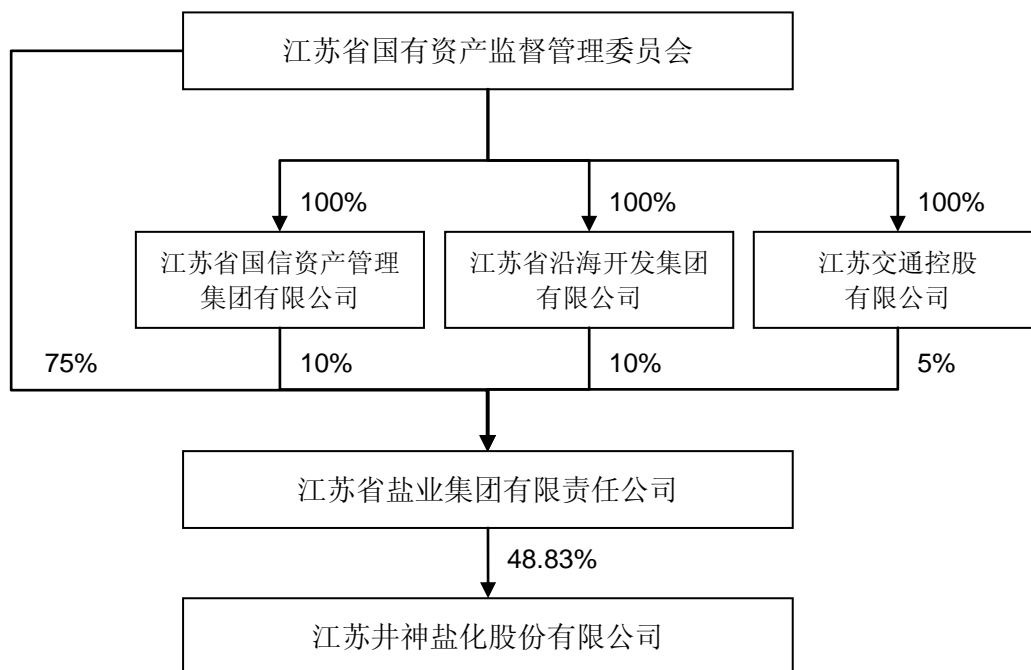 江苏省国有资产监督管理委员会
100%
100%
100%
江苏省国信资产管理
集团有限公司
江苏省沿海开发集团
有限公司
江苏交通控股
有限公司
75%
10%
10%
5%
江苏省盐业集团有限责任公司
48.83%
江苏井神盐化股份有限公司